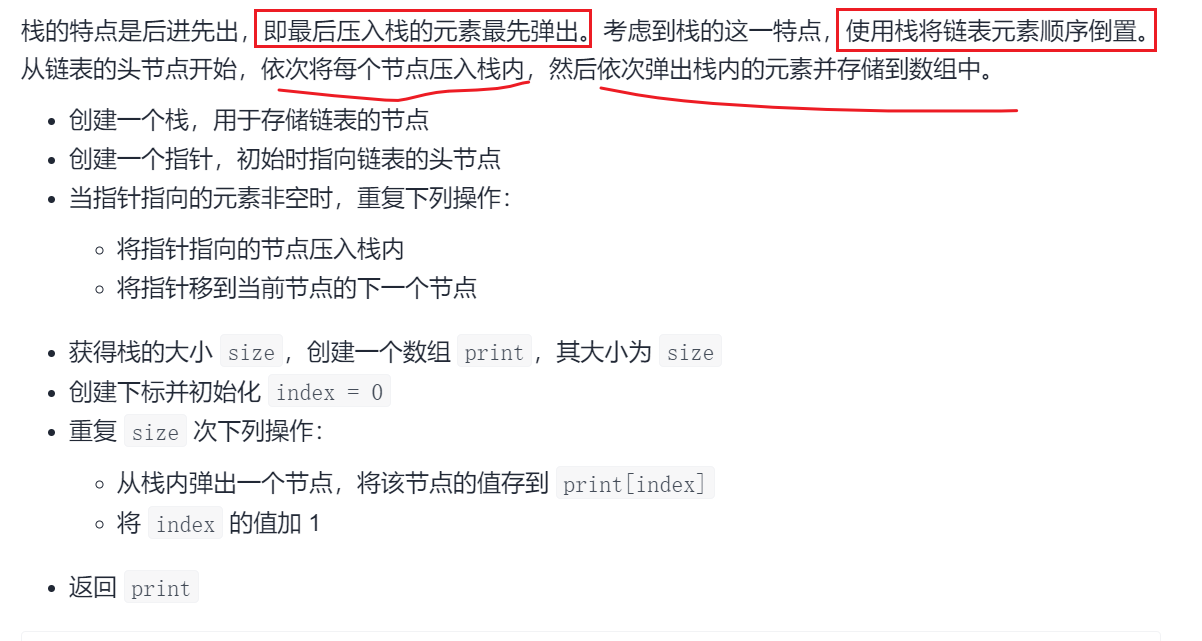 栈的特点是后进先出，即最后压入栈的元素最先弹出。考虑到栈的这一特点，使用栈将链表元素顺序倒置。
从链表的头节点开始，依次将每个节点压入栈内，然后依次弹出栈内的元素并存储到数组中。
• 创建一个栈，用于存储链表的节点
• 创建一个指针，初始时指向链表的头节点
• 当指针指向的元素非空时，重复下列操作：
◦ 将指针指向的节点压入栈内
◦ 将指针移到当前节点的下一个节点
• 获得栈的大小 size，创建一个数组 print，其大小为 size
• 创建下标并初始化 index = 0
• 重复 size 次下列操作：
◦ 从栈内弹出一个节点，将该节点的值存到 print[index]
◦ 将 index 的值加 1
• 返回 print